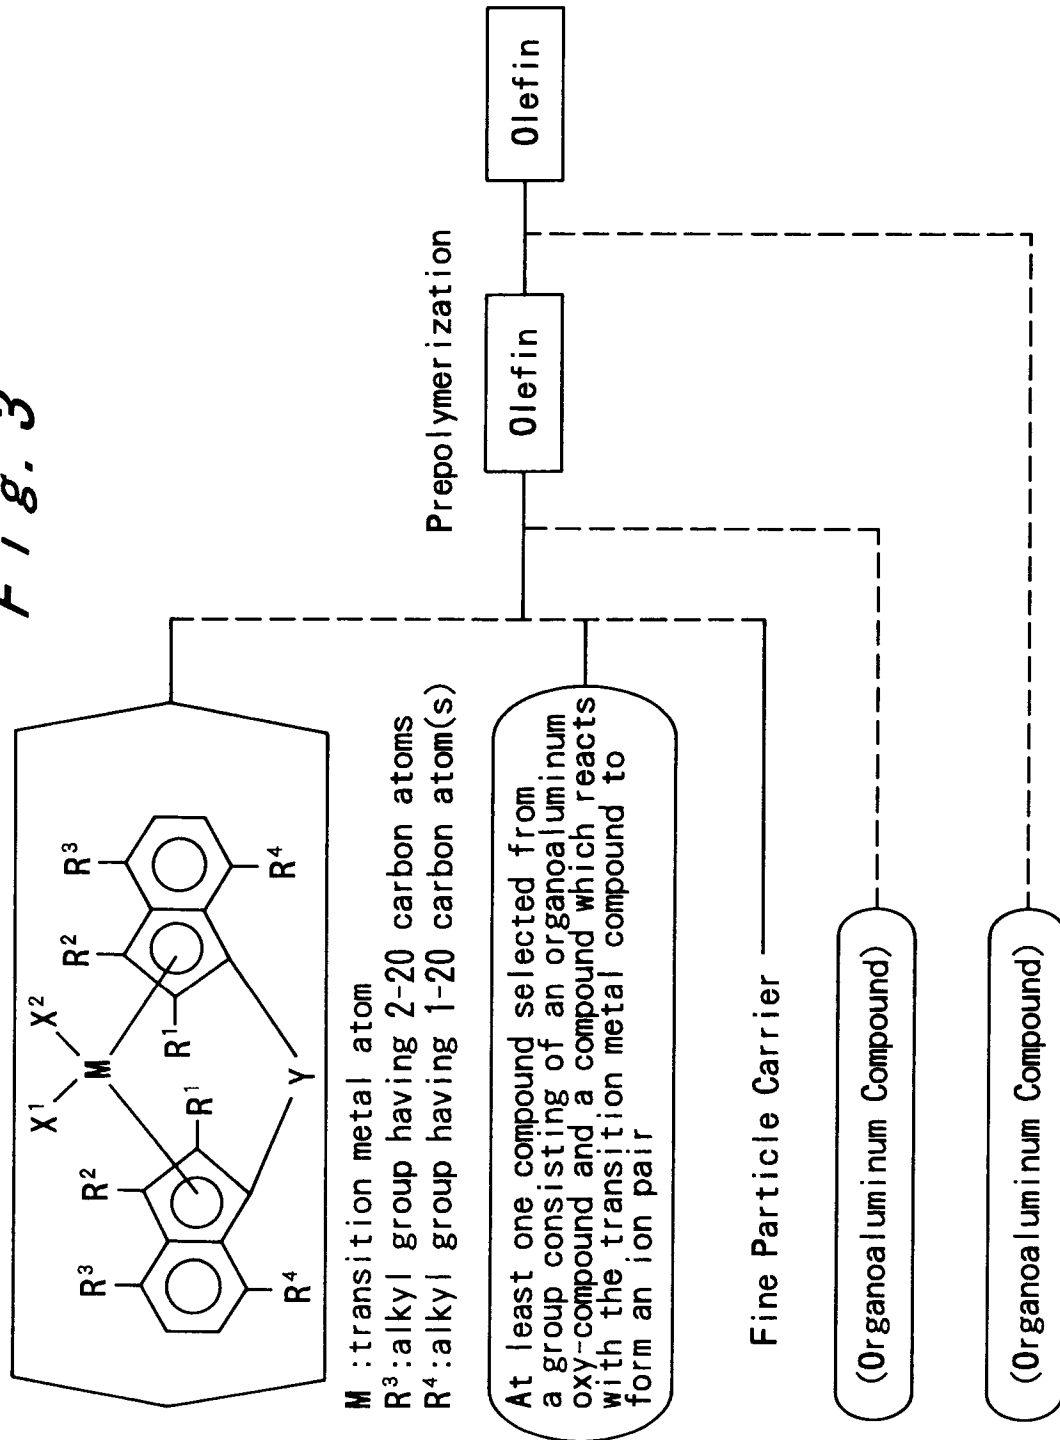 Fig. 3
X¹ X²
M
R³ R² R¹ R⁴
R² R³ R¹ R⁴
Y
M :transition metal atom
R³:alkyl group having 2-20 carbon atoms
R⁴:alkyl group having 1-20 carbon atom(s)
At least one compound selected from
a group consisting of an organoaluminum
oxy-compound and a compound which reacts
with the transition metal compound to
form an ion pair
Fine Particle Carrier
(Organoaluminum Compound)
(Organoaluminum Compound)
Prepolymerization
Olefin
Olefin